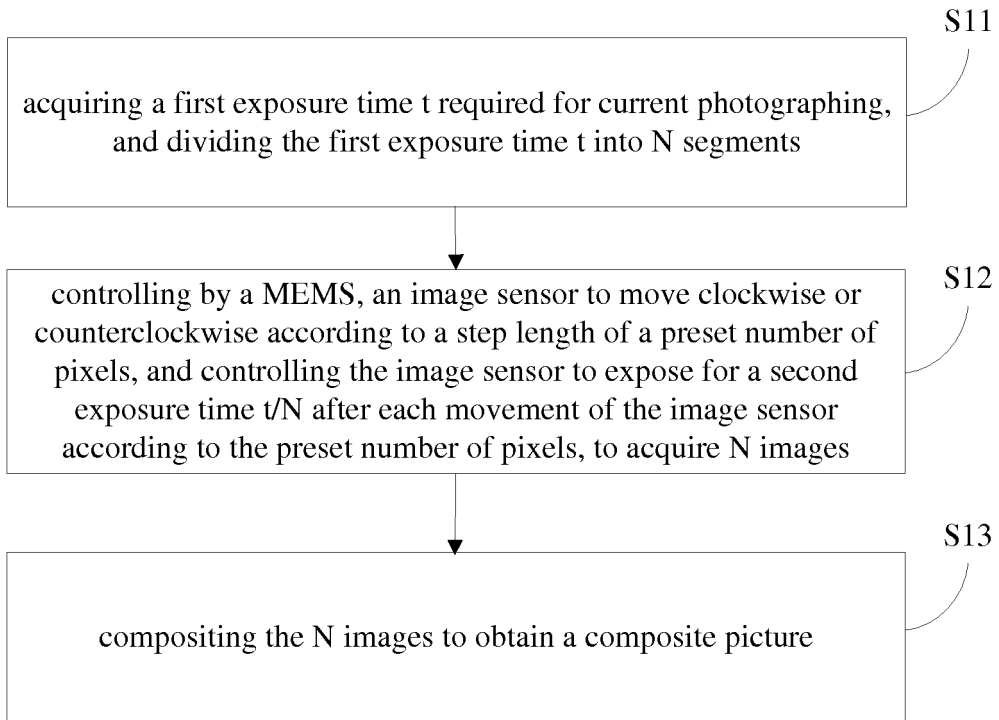 S11
acquiring a first exposure time t required for current photographing,
and dividing the first exposure time t into N segments
S12
controlling by a MEMS, an image sensor to move clockwise or
counterclockwise according to a step length of a preset number of
pixels, and controlling the image sensor to expose for a second
exposure time t/N after each movement of the image sensor
according to the preset number of pixels, to acquire N images
S13
compositing the N images to obtain a composite picture